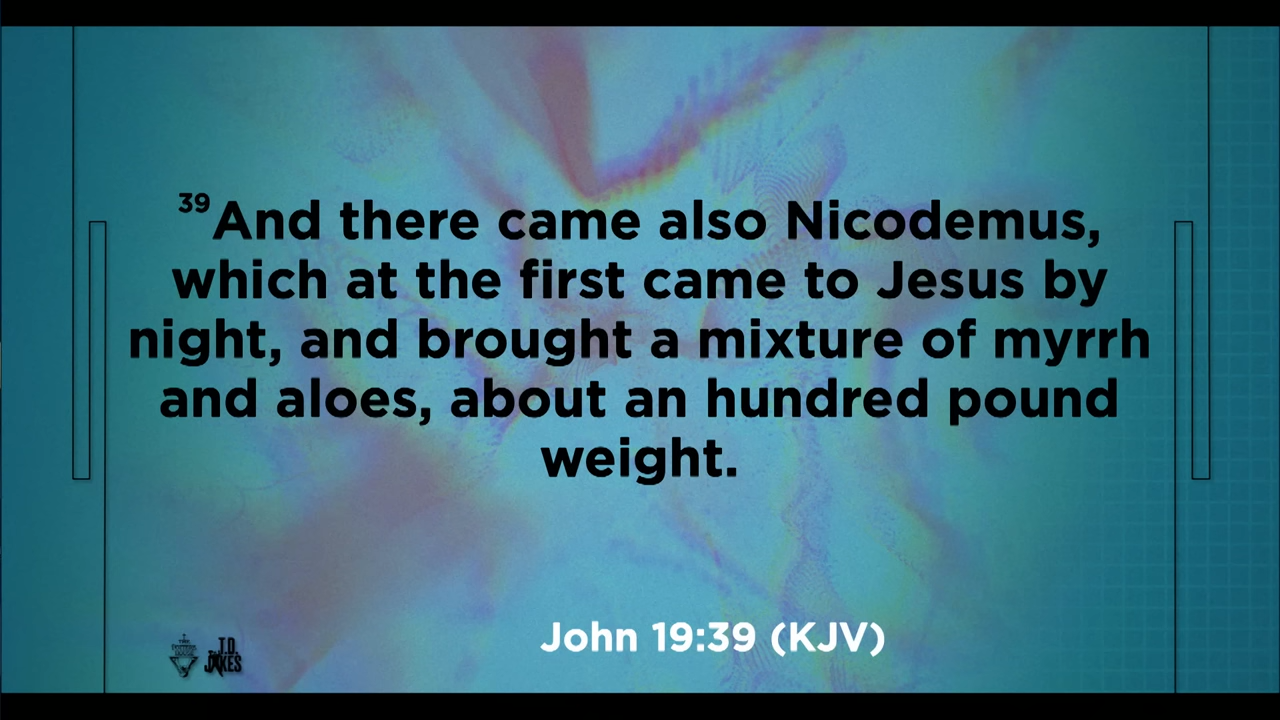 39And there came also Nicodemus,
which at the first came to Jesus by
night, and brought a mixture of myrrh
and aloes, about an hundred pound
weight.
John 19:39 (KJV)
T.D.
JAKES